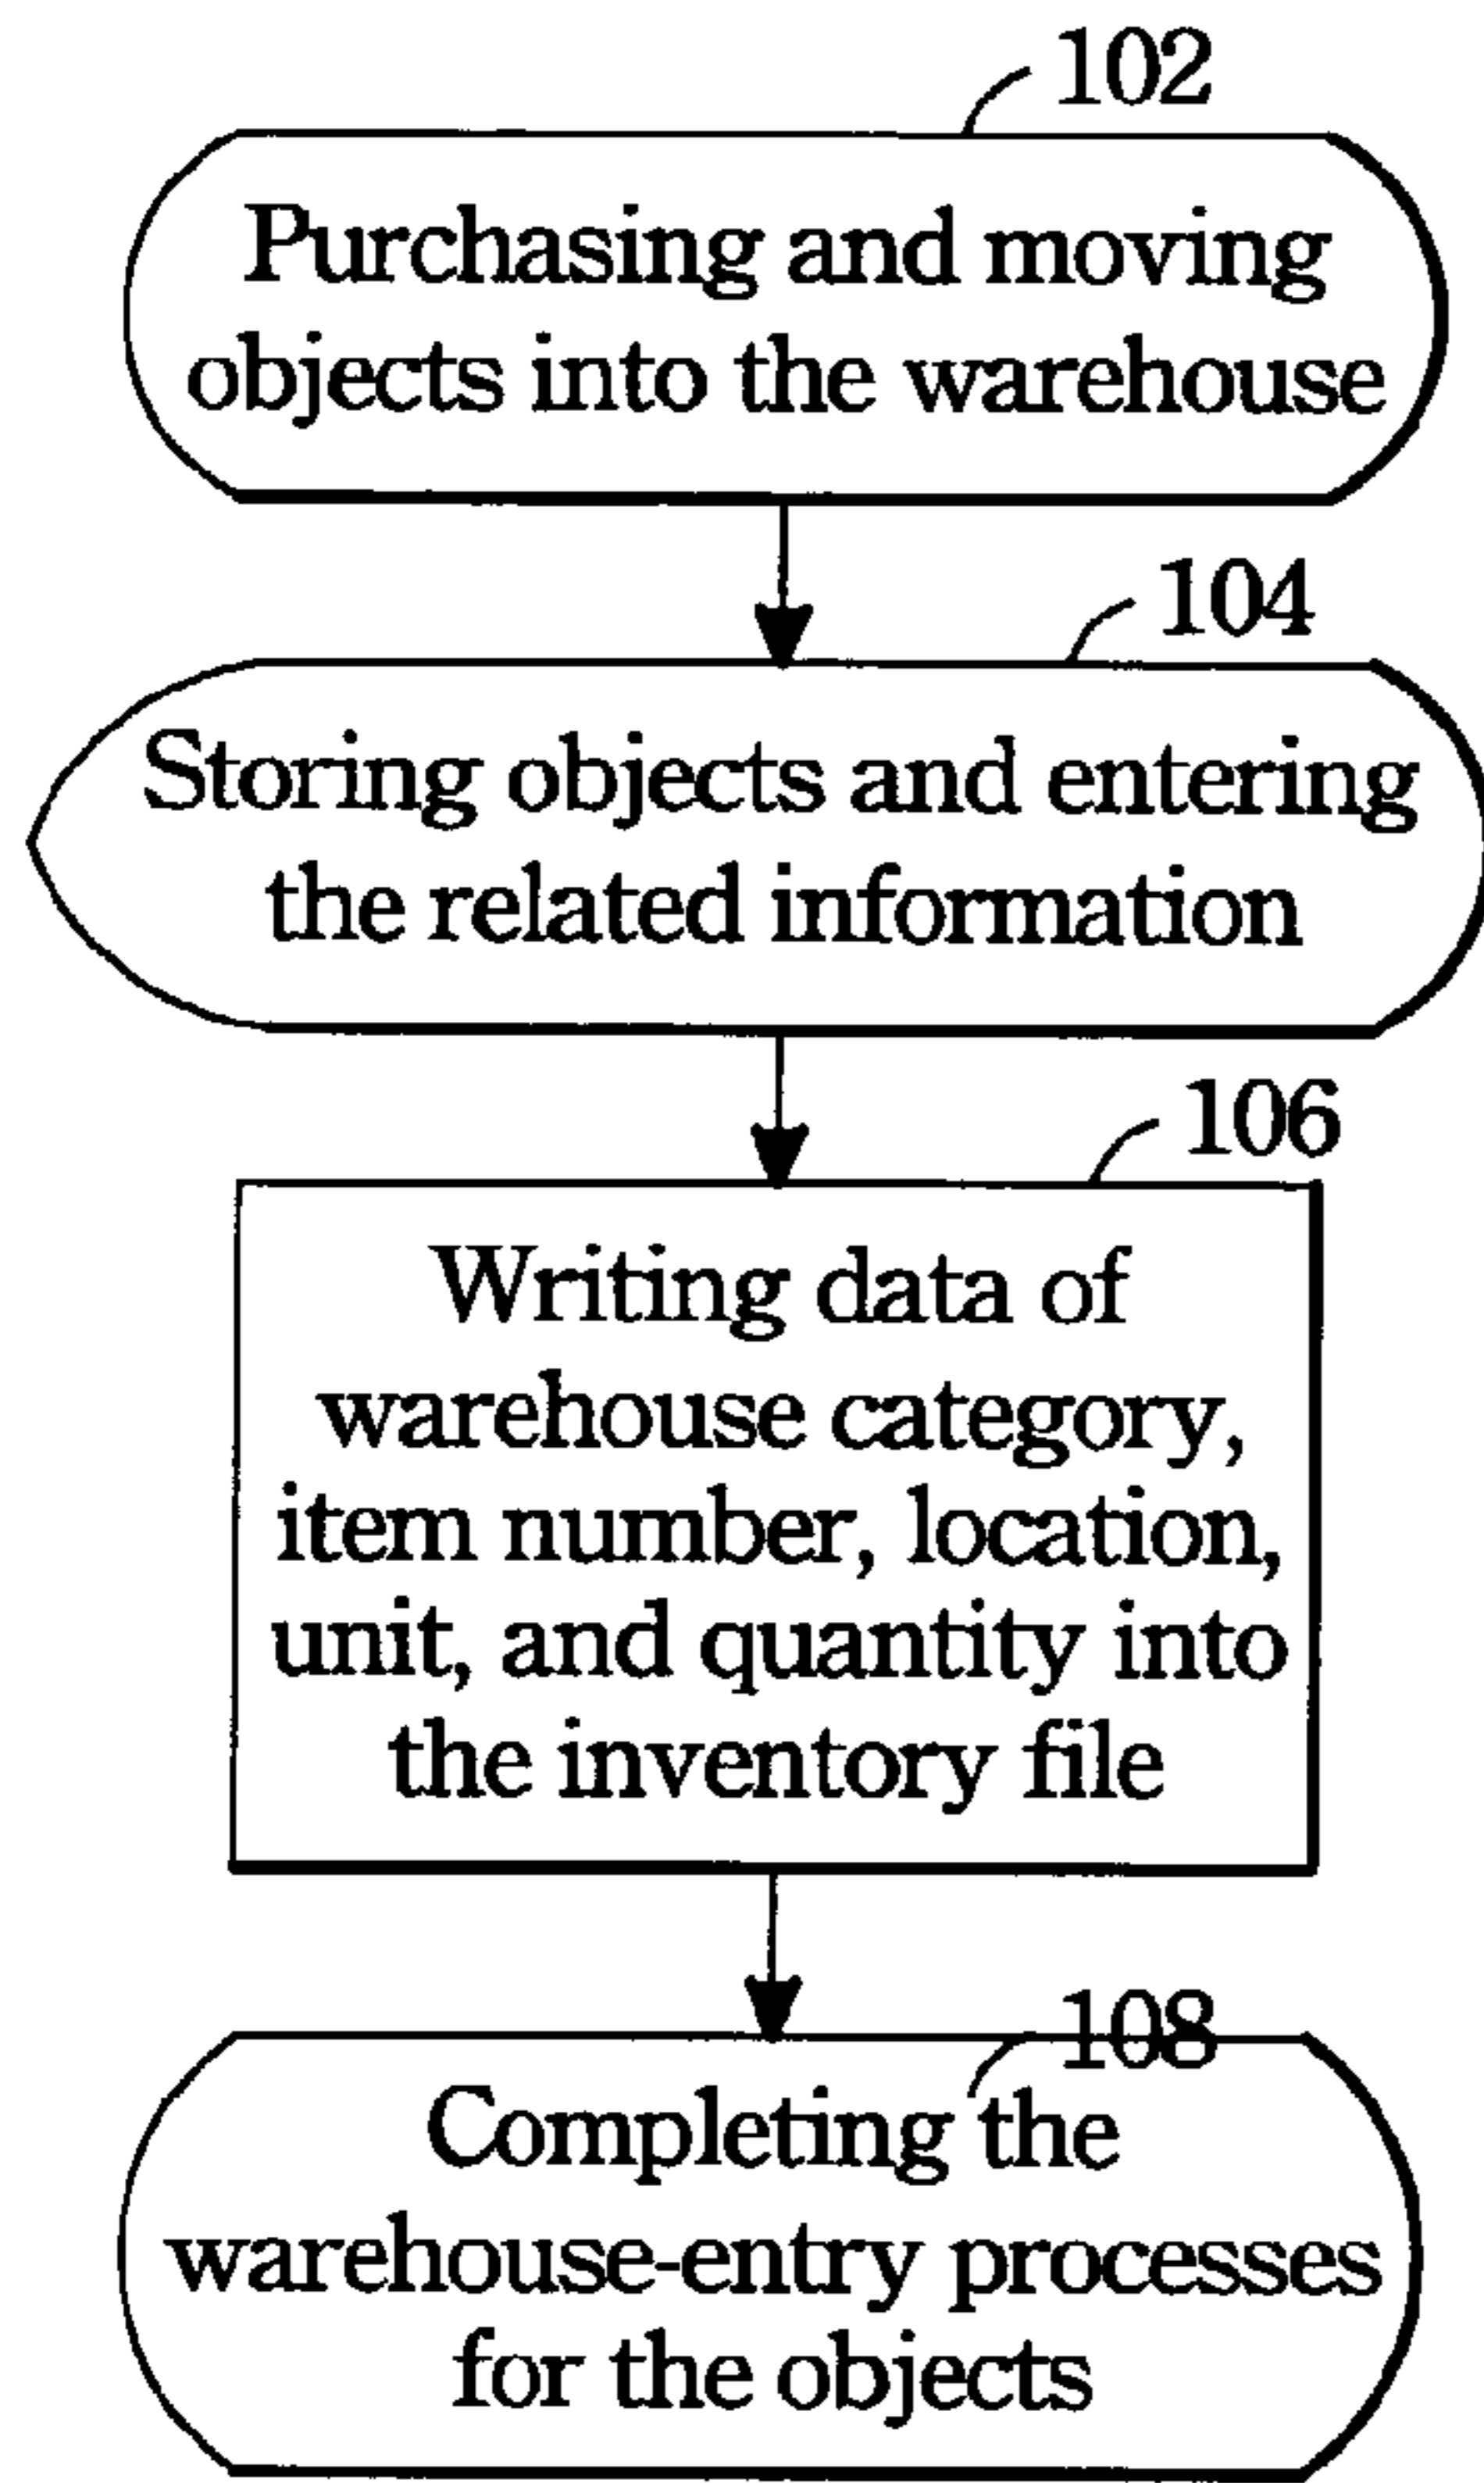 102
Purchasing and moving
objects into the warehouse
104
Storing objects and entering
the related information
106
Writing data of
warehouse category,
item number, location,
unit, and quantity into
the inventory file
108
Completing the
warehouse-entry processes
for the objects